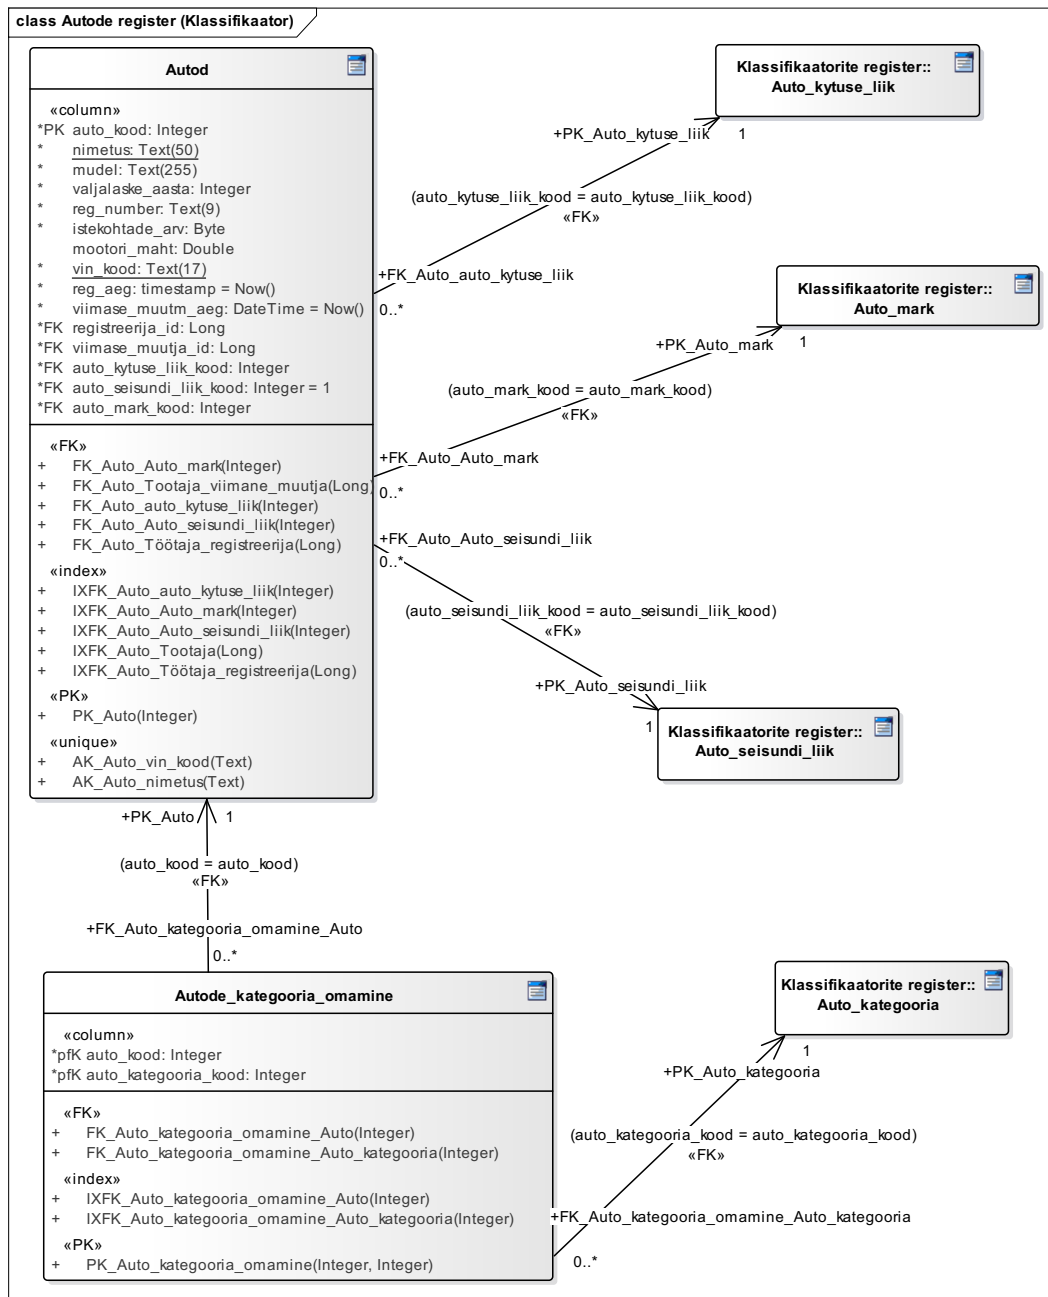 class Autode register (Klassifikaator)
Autod
«column»
*PK auto_kood: Integer
* nimetus: Text(50)
* mudel: Text(255)
* valjalaske_aasta: Integer
* reg_number: Text(9)
* istekohtade_arv: Byte
mootori_maht: Double
* vin_kood: Text(17)
* reg_aeg: timestamp = Now()
* viimase_muutm_aeg: DateTime = Now()
*FK registreerija_id: Long
*FK viimase_muutja_id: Long
*FK auto_kytuse_liik_kood: Integer
*FK auto_seisundi_liik_kood: Integer = 1
*FK auto_mark_kood: Integer
«FK»
+ FK_Auto_Auto_mark(Integer)
+ FK_Auto_Tootaja_viimane_muutja(Long)
+ FK_Auto_auto_kytuse_liik(Integer)
+ FK_Auto_Auto_seisundi_liik(Integer)
+ FK_Auto_Töötaja_registreerija(Long)
«index»
+ IXFK_Auto_auto_kytuse_liik(Integer)
+ IXFK_Auto_Auto_mark(Integer)
+ IXFK_Auto_Auto_seisundi_liik(Integer)
+ IXFK_Auto_Tootaja(Long)
+ IXFK_Auto_Töötaja_registreerija(Long)
«PK»
+ PK_Auto(Integer)
«unique»
+ AK_Auto_vin_kood(Text)
+ AK_Auto_nimetus(Text)
Klassifikaatorite register::
Auto_kytuse_liik
+PK_Auto_kytuse_liik
1
(auto_kytuse_liik_kood = auto_kytuse_liik_kood)
«FK»
+FK_Auto_auto_kytuse_liik
0..*
Klassifikaatorite register::
Auto_mark
+PK_Auto_mark
1
(auto_mark_kood = auto_mark_kood)
«FK»
+FK_Auto_Auto_mark
0..*
+FK_Auto_Auto_seisundi_liik
0..*
(auto_seisundi_liik_kood = auto_seisundi_liik_kood)
«FK»
+PK_Auto_seisundi_liik
1
Klassifikaatorite register::
Auto_seisundi_liik
+PK_Auto
1
(auto_kood = auto_kood)
«FK»
+FK_Auto_kategooria_omamine_Auto
0..*
Autode_kategooria_omamine
«column»
*pfK auto_kood: Integer
*pfK auto_kategooria_kood: Integer
«FK»
+ FK_Auto_kategooria_omamine_Auto(Integer)
+ FK_Auto_kategooria_omamine_Auto_kategooria(Integer)
«index»
+ IXFK_Auto_kategooria_omamine_Auto(Integer)
+ IXFK_Auto_kategooria_omamine_Auto_kategooria(Integer)
«PK»
+ PK_Auto_kategooria_omamine(Integer, Integer)
Klassifikaatorite register::
Auto_kategooria
1
+PK_Auto_kategooria
(auto_kategooria_kood = auto_kategooria_kood)
«FK»
+FK_Auto_kategooria_omamine_Auto_kategooria
0..*